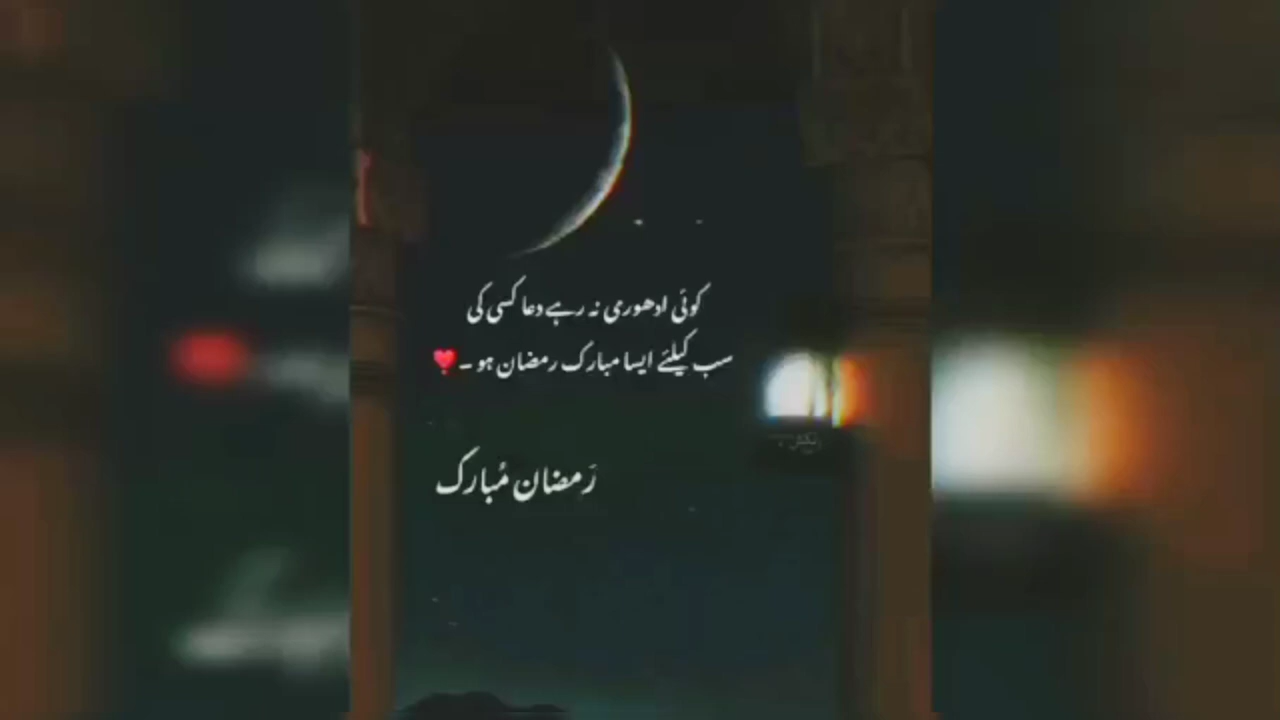 کوئی ادھوری نہ رہے دعا کسی کی
سب کیلئے ایسا مبارک رمضان ہو ۔❣
رَمضان مُبارک